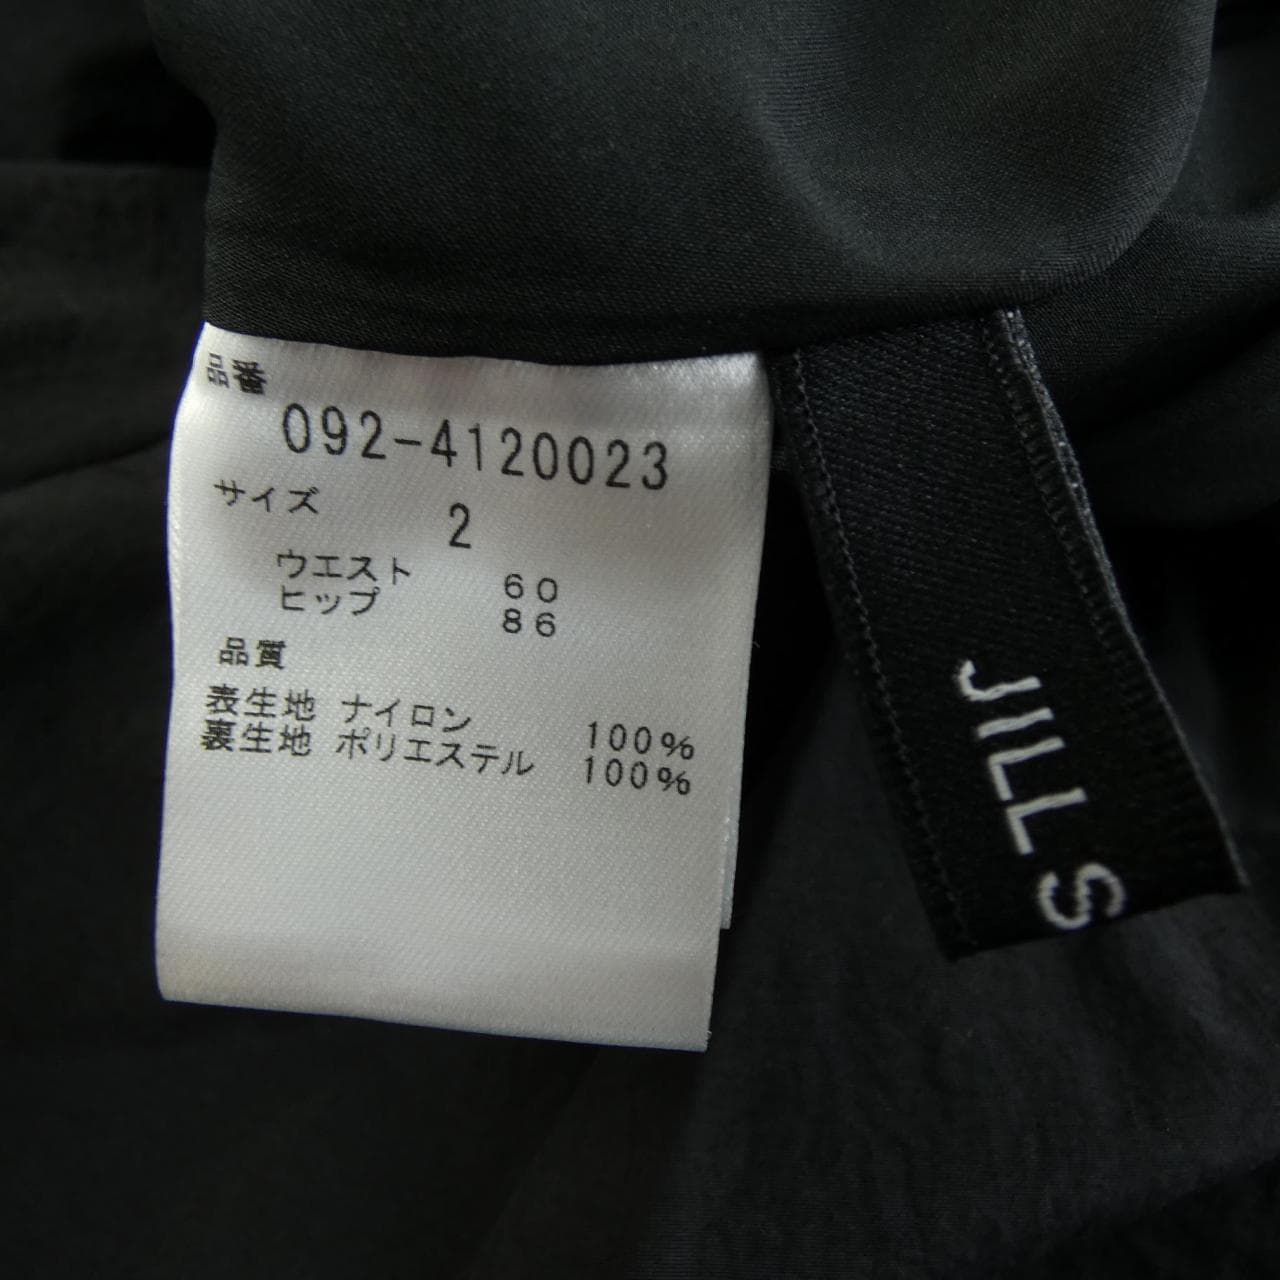 品番
092-4120023
サイズ 2
ウエスト 60
ヒップ 86
品質
表生地 ナイロン 100%
裏生地 ポリエステル 100%
JILL S